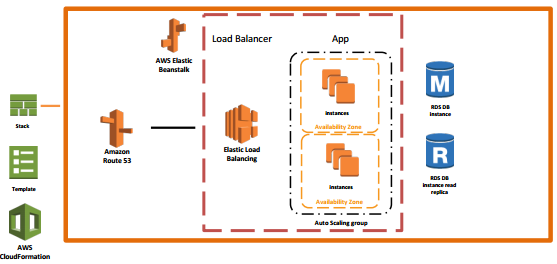 Load Balancer
App
AWS Elastic
Beanstalk
Instances
Availability Zone
M
RDS DB
Instance
Stack
Amazon
Route 53
Elastic Load
Balancing
Instances
Availability Zone
R
RDS DB
instance read
replica
Template
Auto Scaling group
AWS
CloudFormation